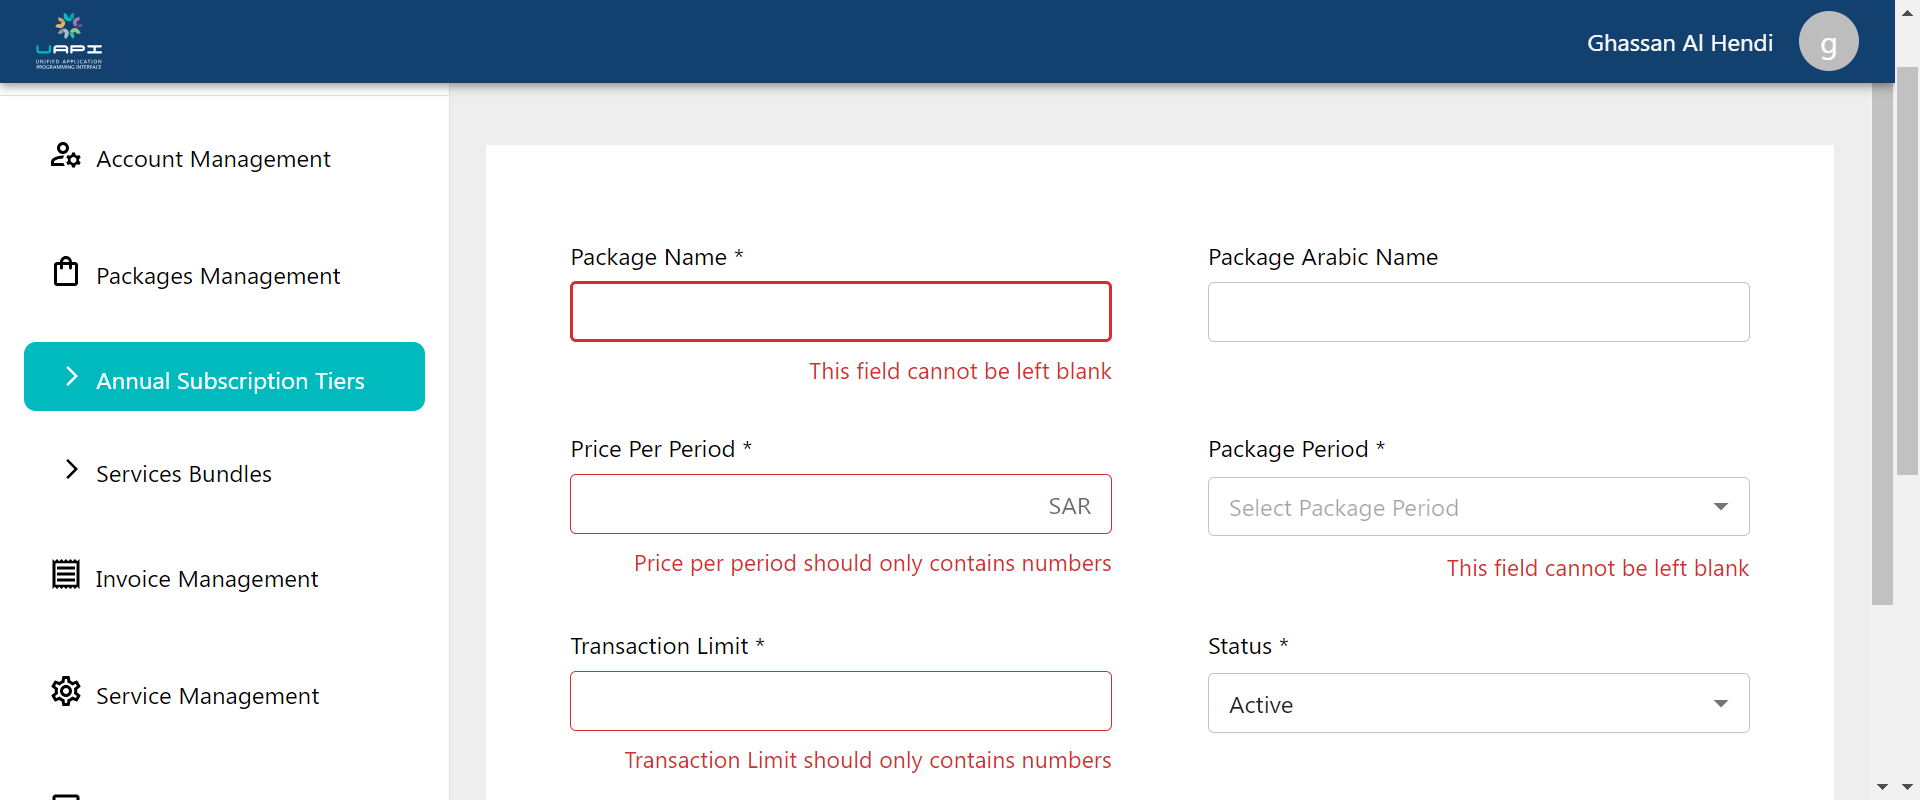 UAPI
UNIFIED APPLICATION
PROGRAMMING INTERFACE
Ghassan Al Hendi
g
Account Management
Packages Management
Annual Subscription Tiers
Services Bundles
Invoice Management
Service Management
Package Name *
This field cannot be left blank
Package Arabic Name
Price Per Period *
SAR
Price per period should only contains numbers
Package Period *
Select Package Period
This field cannot be left blank
Transaction Limit *
Transaction Limit should only contains numbers
Status *
Active